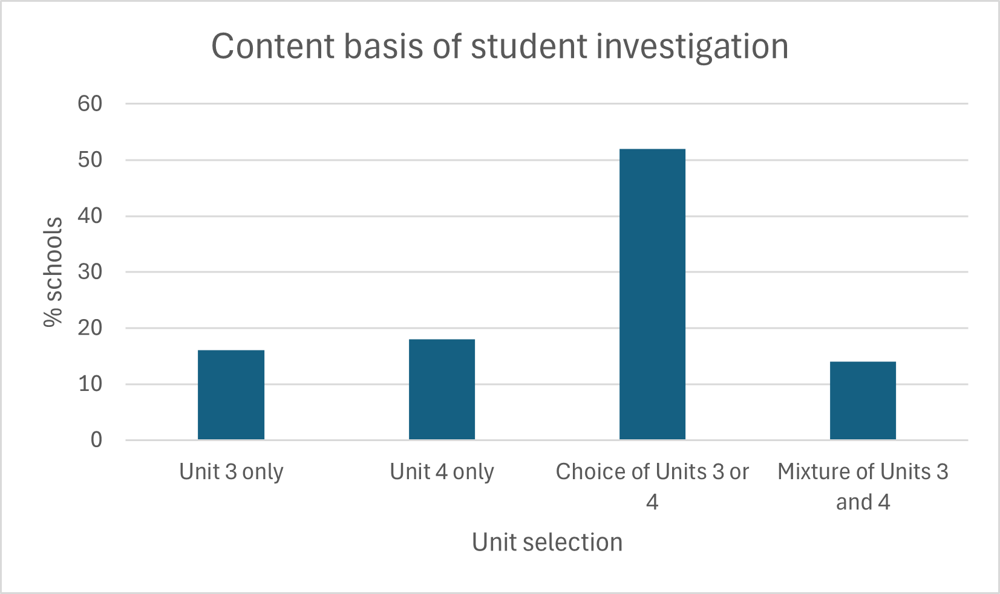 Content basis of student investigation
60
50
40
30
20
10
0
% schools
Unit 3 only
Unit 4 only
Choice of Units 3 or
4
Mixture of Units 3
and 4
Unit selection